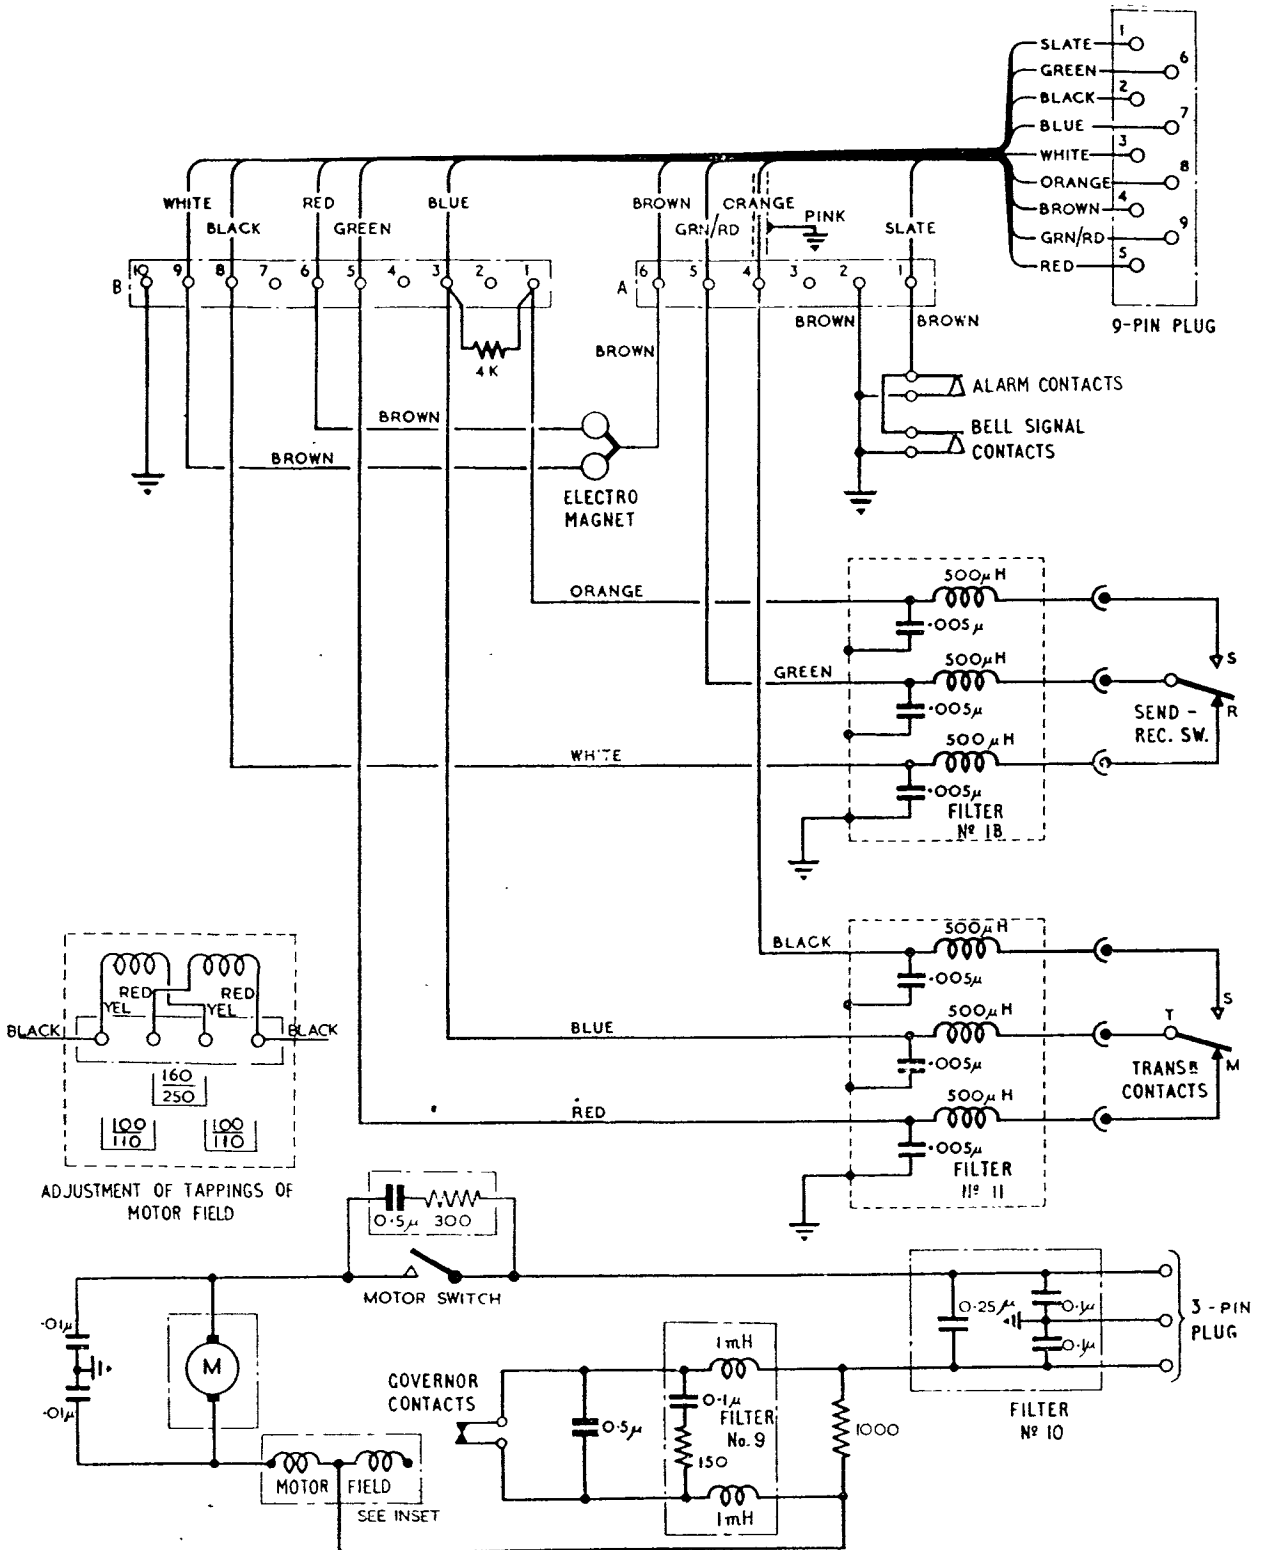 SLATE 1
GREEN 6
BLACK 2
BLUE 7
WHITE 3
ORANGE 8
BROWN 4
GRN/RD 9
RED 5
9-PIN PLUG
WHITE RED BLUE BROWN ORANGE
BLACK GREEN GRN/RD PINK SLATE
B 10 9 8 7 6 5 4 3 2 1
A 6 5 4 3 2 1
BROWN BROWN
4K
BROWN
ALARM CONTACTS
BROWN
BELL SIGNAL
CONTACTS
BROWN
ELECTRO
MAGNET
500μH
ORANGE
·005μ
S
500μH
GREEN
·005μ
R
SEND-
REC. SW.
500μH
WHITE
·005μ
FILTER
Nº 1B
500μH
BLACK
·005μ
S
500μH
BLUE
T
·005μ
M
TRANSR
CONTACTS
500μH
RED
·005μ
FILTER
Nº 11
RED RED
YEL YEL
BLACK BLACK
160
250
100 100
110 110
ADJUSTMENT OF TAPPINGS OF
MOTOR FIELD
0·5μ 300
MOTOR SWITCH
·01μ
·01μ
M
MOTOR FIELD
SEE INSET
GOVERNOR
CONTACTS
0·5μ
1mH
0·1μ
FILTER
No. 9
150
1mH
1000
0·25μ
0·1μ
0·1μ
3-PIN
PLUG
FILTER
Nº 10